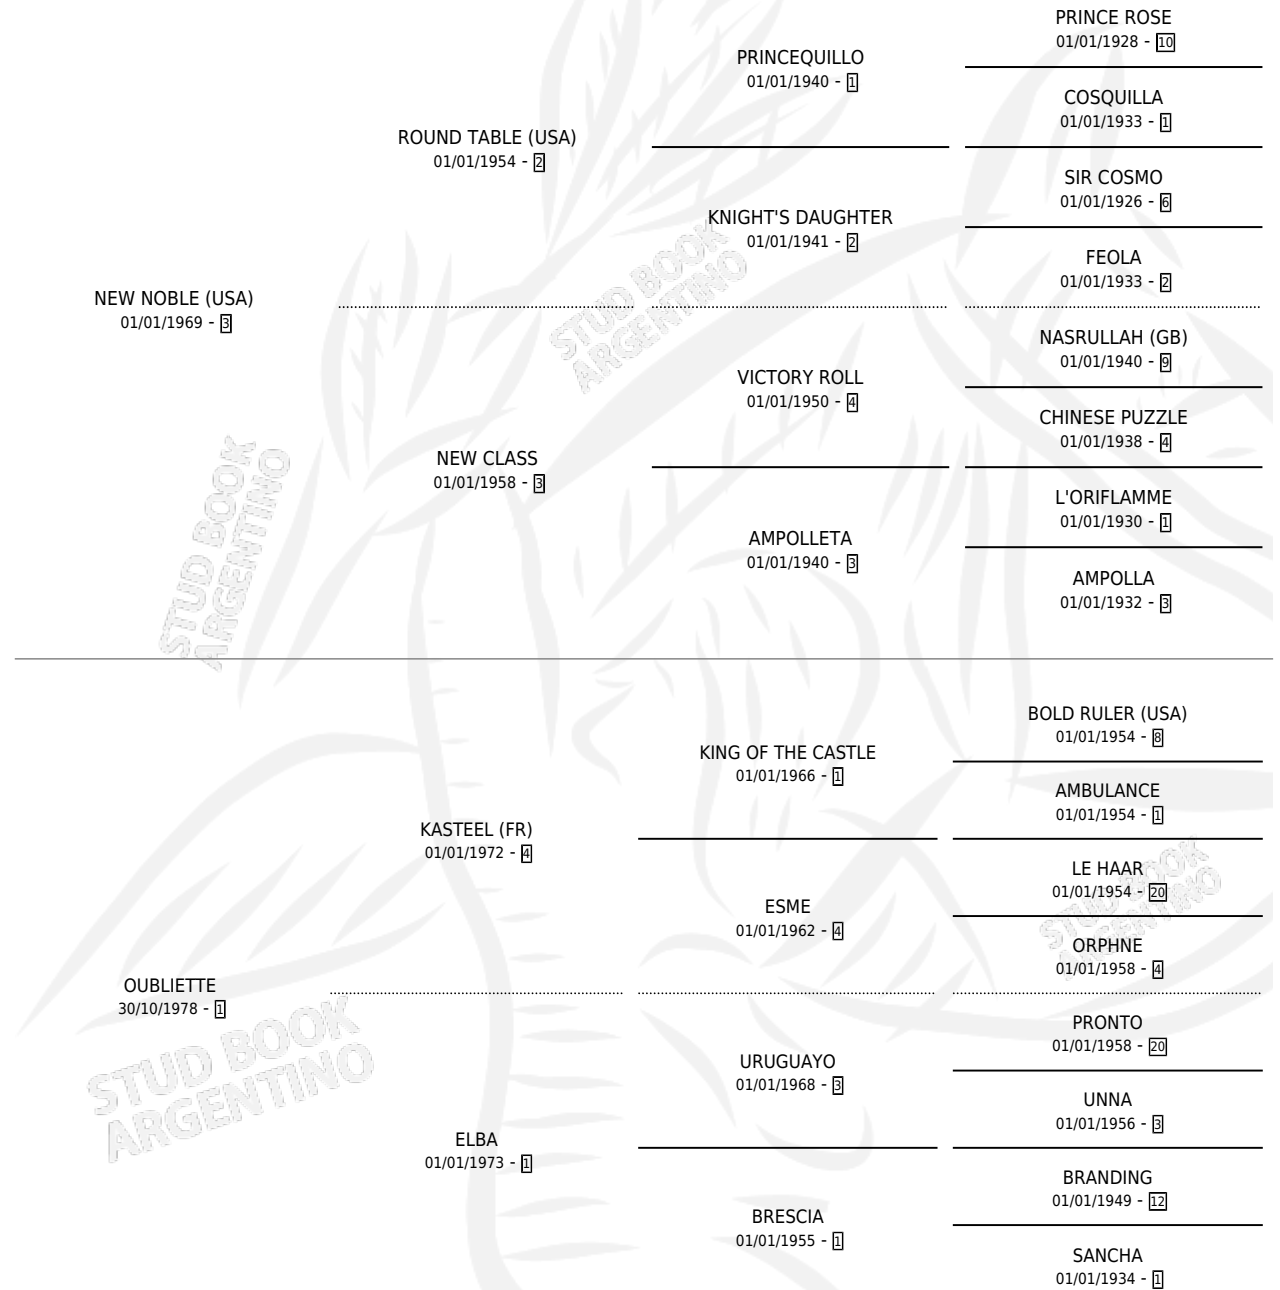 PRINCE ROSE
01/01/1928 - 10
PRINCEQUILLO
01/01/1940 - 1
COSQUILLA
01/01/1933 - 1
ROUND TABLE (USA)
01/01/1954 - 2
SIR COSMO
01/01/1926 - 6
KNIGHT'S DAUGHTER
01/01/1941 - 2
FEOLA
01/01/1933 - 2
NEW NOBLE (USA)
01/01/1969 - 3
NASRULLAH (GB)
01/01/1940 - 9
VICTORY ROLL
01/01/1950 - 4
CHINESE PUZZLE
01/01/1938 - 4
NEW CLASS
01/01/1958 - 3
L'ORIFLAMME
01/01/1930 - 1
AMPOLLETA
01/01/1940 - 3
AMPOLLA
01/01/1932 - 3
BOLD RULER (USA)
01/01/1954 - 8
KING OF THE CASTLE
01/01/1966 - 1
AMBULANCE
01/01/1954 - 1
KASTEEL (FR)
01/01/1972 - 4
LE HAAR
01/01/1954 - 20
ESME
01/01/1962 - 4
ORPHNE
01/01/1958 - 4
OUBLIETTE
30/10/1978 - 1
PRONTO
01/01/1958 - 20
URUGUAYO
01/01/1968 - 3
UNNA
01/01/1956 - 3
ELBA
01/01/1973 - 1
BRANDING
01/01/1949 - 12
BRESCIA
01/01/1955 - 1
SANCHA
01/01/1934 - 1
STUD BOOK
ARGENTINO
STUD BOOK
ARGENTINO
STUD BOOK
ARGENTINO
STUD BOOK
ARGENTINO